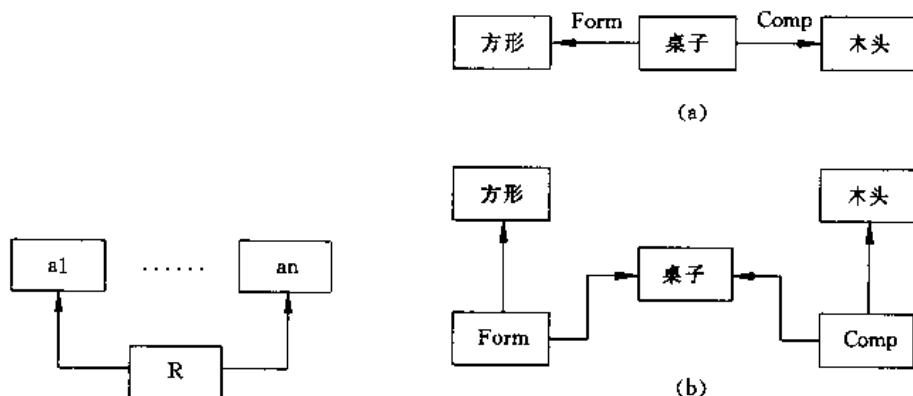 方形 Form 桌子 Comp 木头
(a)
方形 木头
a1 ...... an 桌子
Form Comp
R
(b)